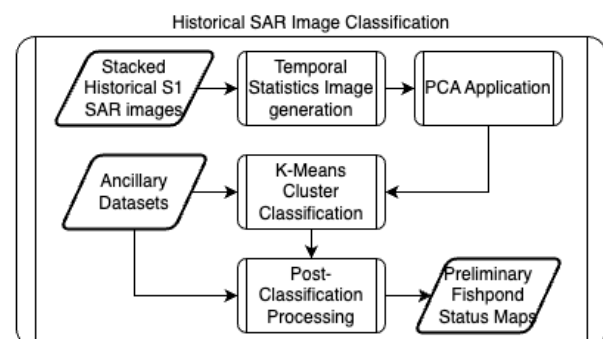 Historical SAR Image Classification
Stacked
Historical S1
SAR images
Temporal
Statistics Image
generation
PCA Application
Ancillary
Datasets
K-Means
Cluster
Classification
Post-
Classification
Processing
Preliminary
Fishpond
Status Maps